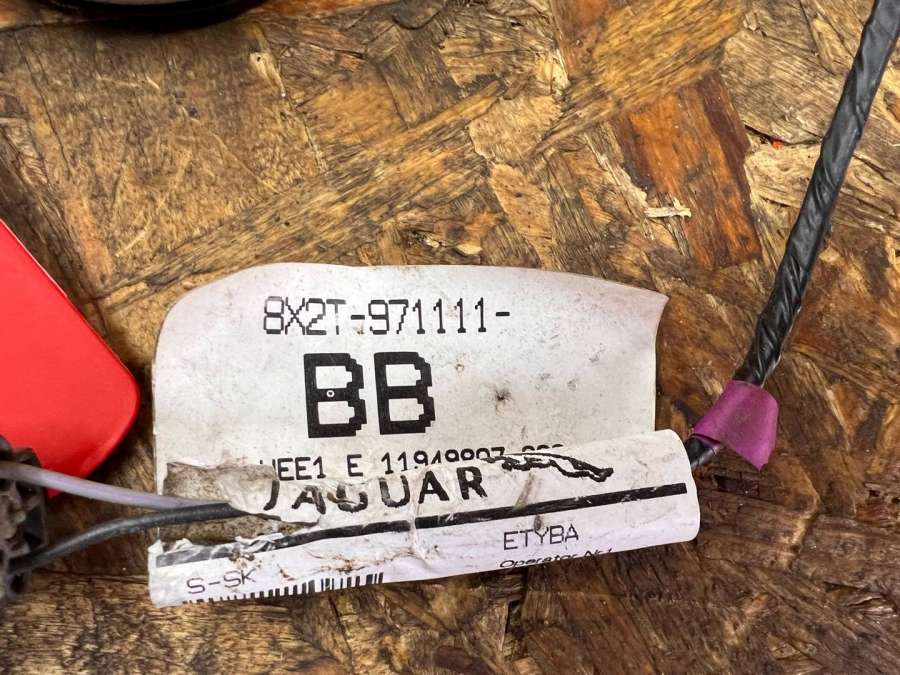 8X2T-971111-
BB
E
JAGUAR
ETYBA
S-SK